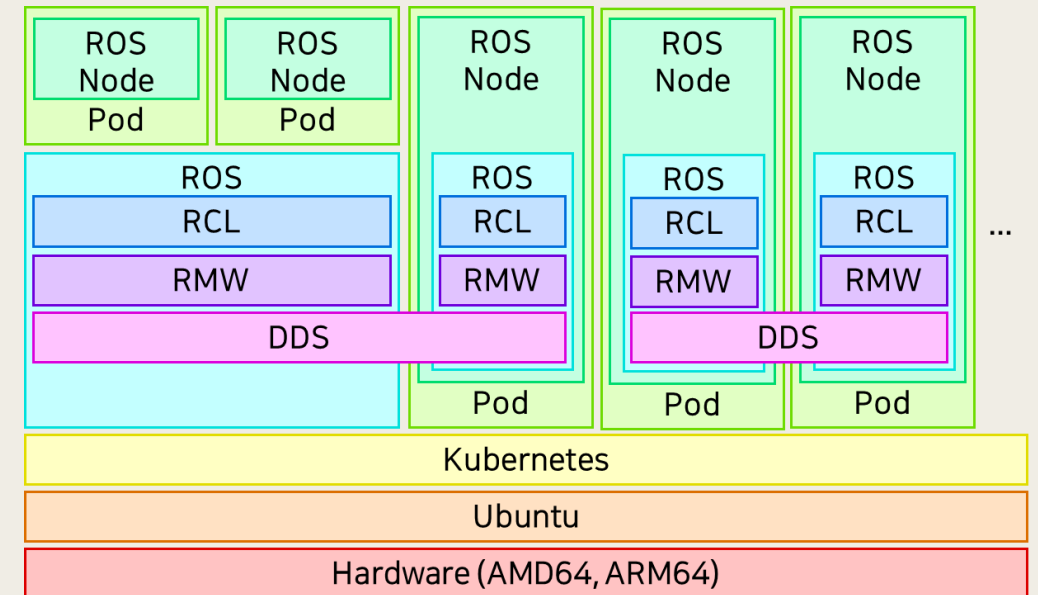 ROS
Node
Pod
ROS
Node
Pod
ROS
Node
ROS
Node
ROS
Node
ROS
RCL
RMW
DDS
ROS
RCL
RMW
Pod
ROS
RCL
RMW
DDS
Pod
ROS
RCL
RMW
Pod
...
Kubernetes
Ubuntu
Hardware (AMD64, ARM64)